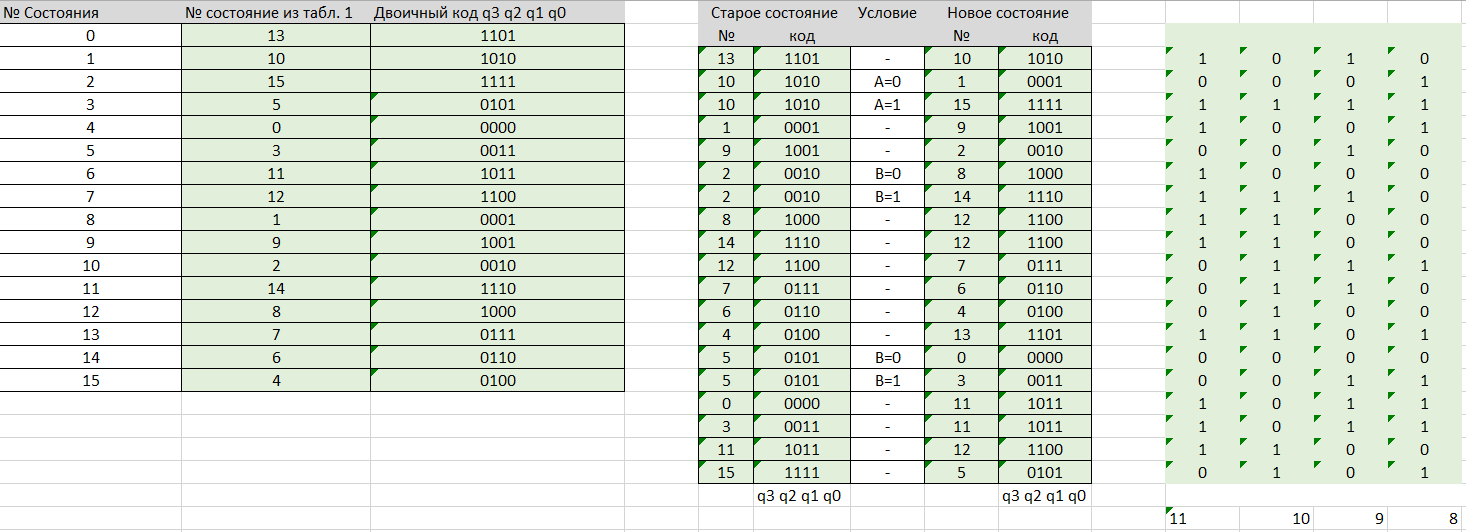 № Состояния № состояние из табл. 1 Двоичный код q3 q2 q1 q0 Старое состояние Условие Новое состояние
0 13 1101 № код № код
1 10 1010 13 1101 - 10 1010 1 0 1 0
2 15 1111 10 1010 A=0 1 0001 0 0 0 1
3 5 0101 10 1010 A=1 15 1111 1 1 1 1
4 0 0000 1 0001 - 9 1001 1 0 0 1
5 3 0011 9 1001 - 2 0010 0 0 1 0
6 11 1011 2 0010 B=0 8 1000 1 0 0 0
7 12 1100 2 0010 B=1 14 1110 1 1 1 0
8 1 0001 8 1000 - 12 1100 1 1 0 0
9 9 1001 14 1110 - 12 1100 1 1 0 0
10 2 0010 12 1100 - 7 0111 0 1 1 1
11 14 1110 7 0111 - 6 0110 0 1 1 0
12 8 1000 6 0110 - 4 0100 0 1 0 0
13 7 0111 4 0100 - 13 1101 1 1 0 1
14 6 0110 5 0101 B=0 0 0000 0 0 0 0
15 4 0100 5 0101 B=1 3 0011 0 0 1 1
0 0000 - 11 1011 1 0 1 1
3 0011 - 11 1011 1 0 1 1
11 1011 - 12 1100 1 1 0 0
15 1111 - 5 0101 0 1 0 1
q3 q2 q1 q0 q3 q2 q1 q0
11 10 9 8